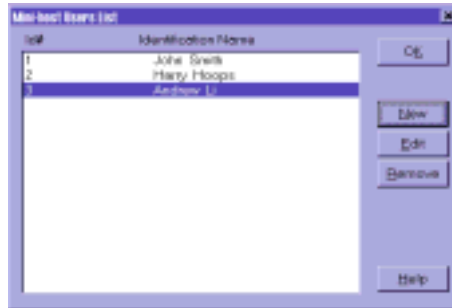 Mini-host Users List
Id# Identification Name
1 John Smith
2 Harry Hoops
3 Andrew Li
OK
New
Edit
Remove
Help